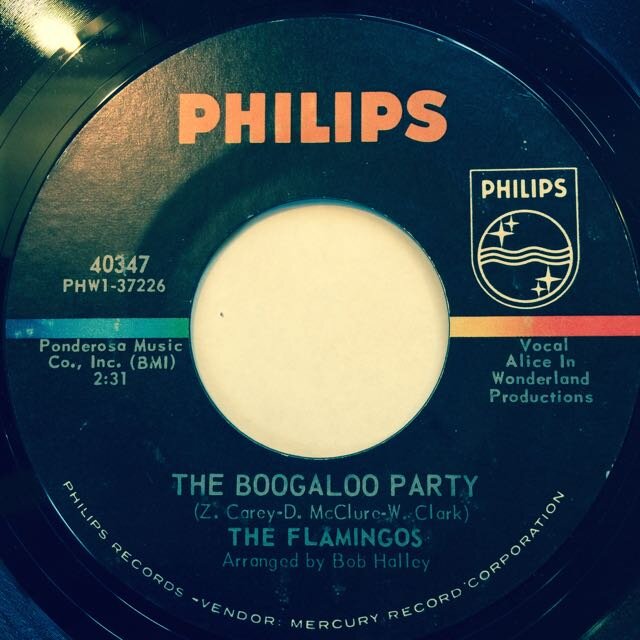 PHILIPS
PHILIPS
40347
PHW1-37226
Ponderosa Music
Co., Inc. (BMI)
2:31
Vocal
Alice In
Wonderland
Productions
THE BOOGALOO PARTY
(Z. Carey-D. McClure-W. Clark)
THE FLAMINGOS
Arranged by Bob Halley
PHILIPS RECORDS -VENDOR: MERCURY RECORD CORPORATION